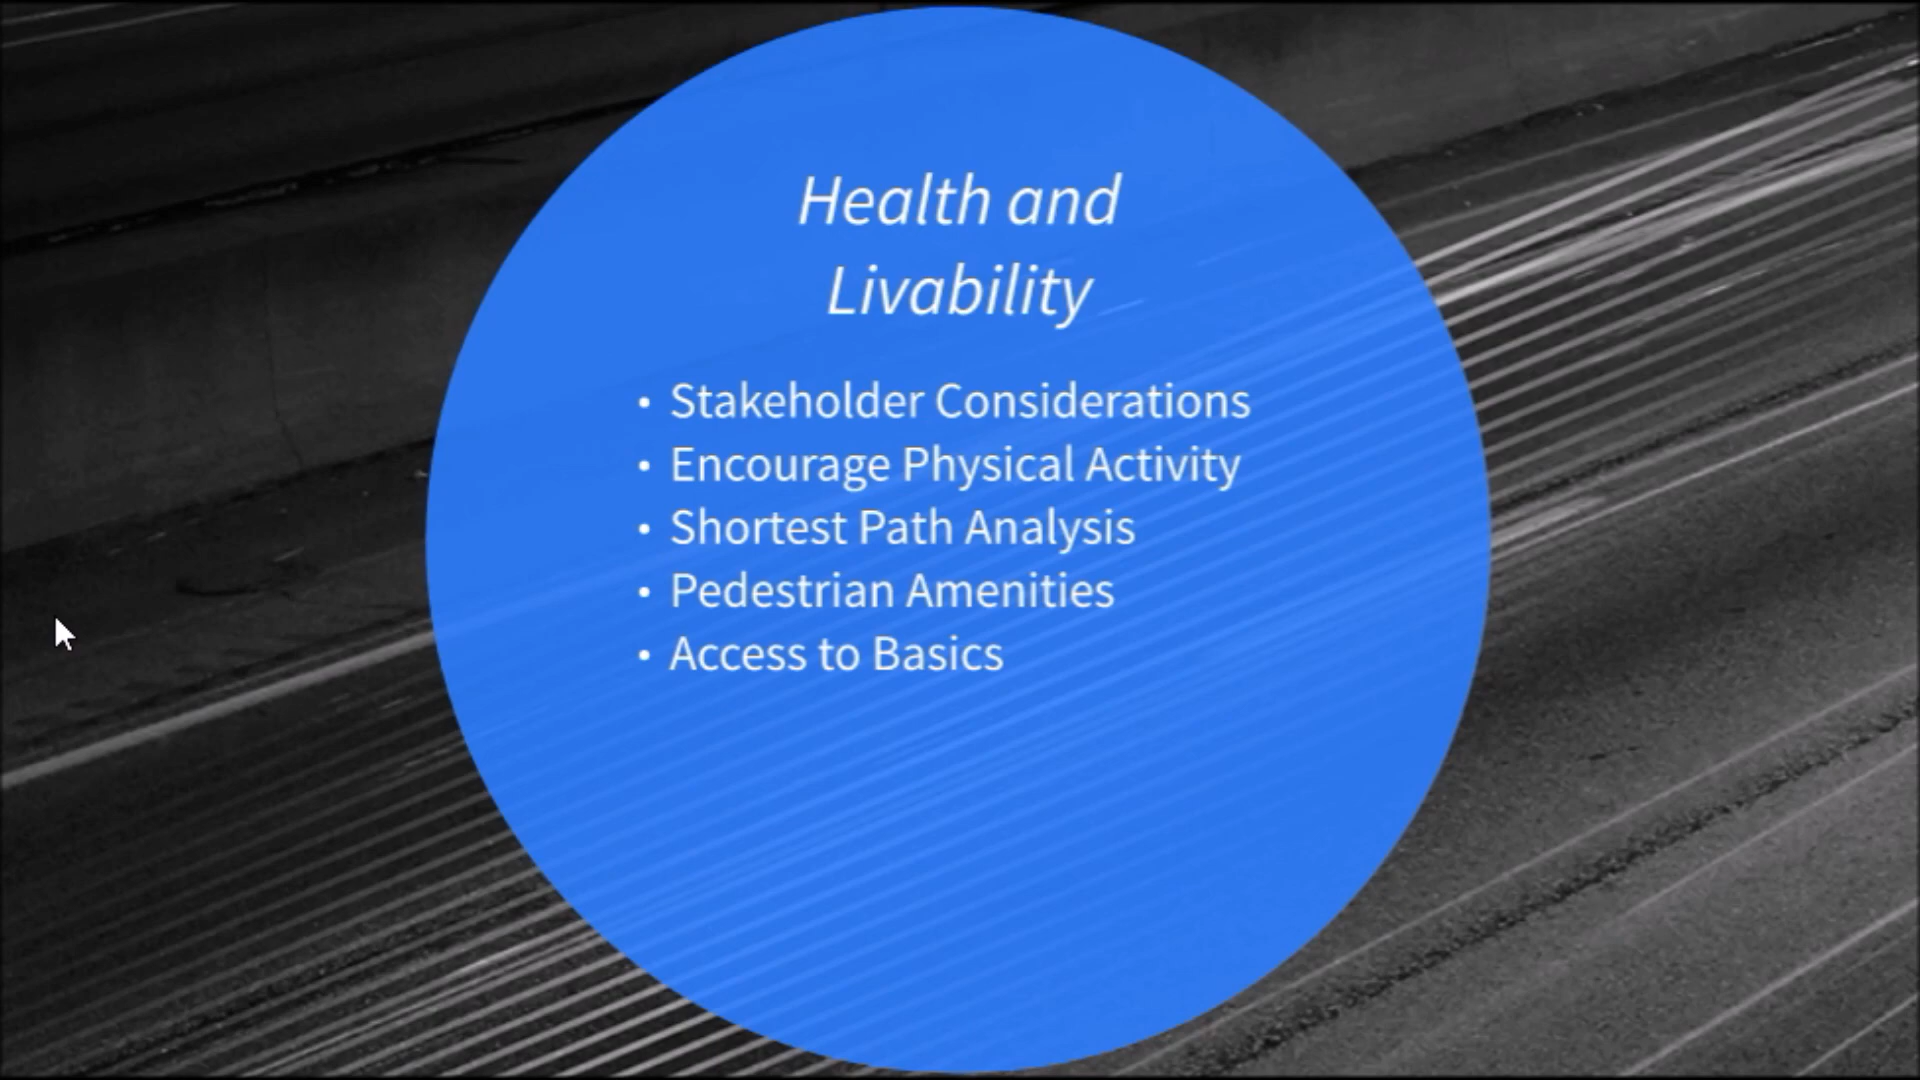 Health and
Livability
• Stakeholder Considerations
• Encourage Physical Activity
• Shortest Path Analysis
• Pedestrian Amenities
• Access to Basics